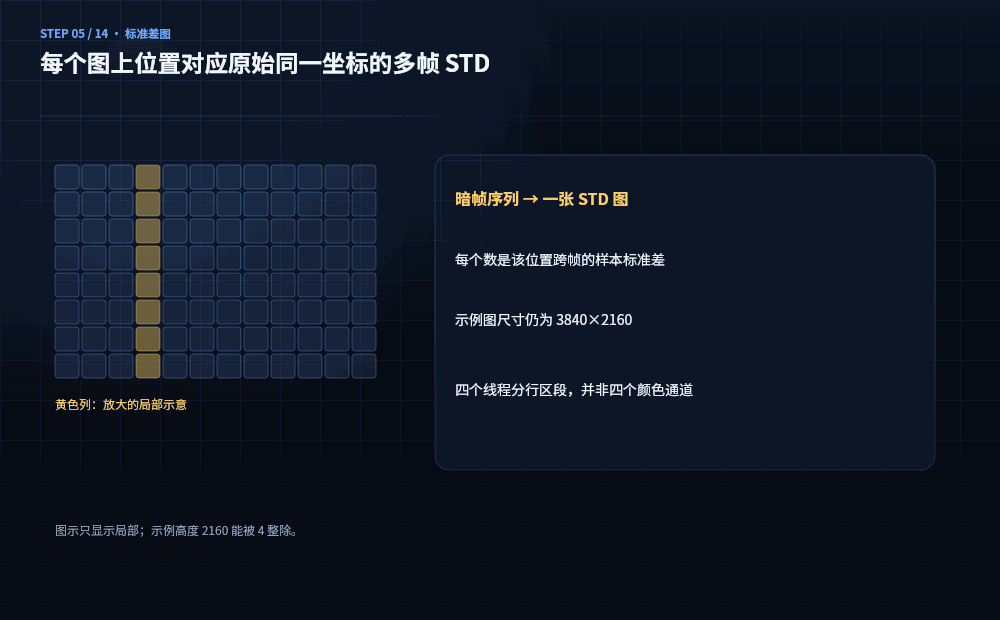 STEP 05 / 14 · 标准差图
每个图上位置对应原始同一坐标的多帧 STD
暗帧序列 → 一张 STD 图
每个数是该位置跨帧的样本标准差
示例图尺寸仍为 3840×2160
四个线程分行区段，并非四个颜色通道
黄色列：放大的局部示意
图示只显示局部；示例高度 2160 能被 4 整除。